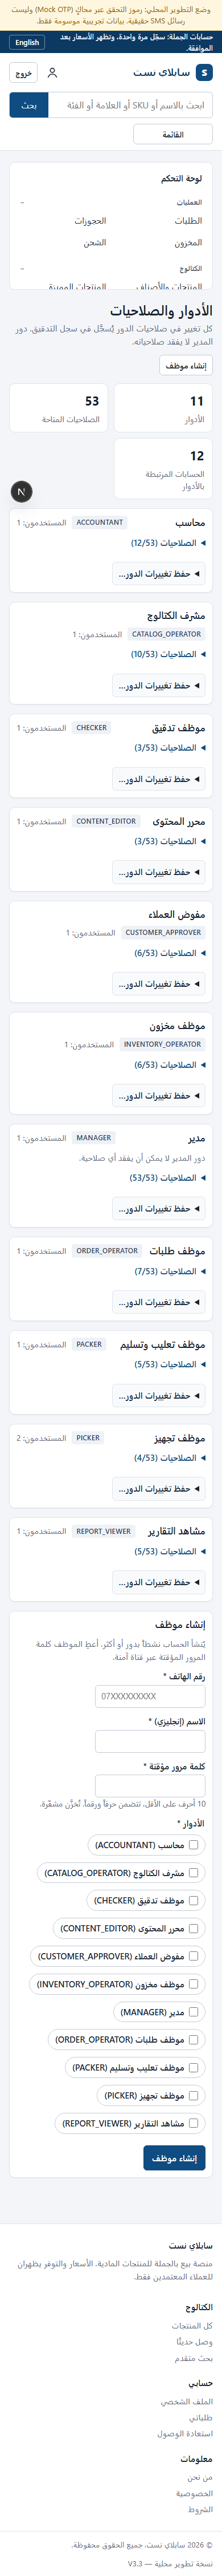 وضع التطوير المحلي: رموز التحقق عبر محاكٍ (Mock OTP) وليست
رسائل SMS حقيقية. بيانات تجريبية موسومة فقط.
حسابات الجملة: سجّل مرة واحدة، وتظهر الأسعار بعد
الموافقة.
English
S
سابلاي نست
خروج
ابحث بالاسم أو SKU أو العلامة أو الفئة
بحث
القائمة
لوحة التحكم
العمليات
−
الطلبات
الحجوزات
المخزون
الشحن
الكتالوج
−
المنتجات والأصناف
المنتجات المميزة
الأدوار والصلاحيات
كل تغيير في صلاحيات الدور يُسجَّل في سجل التدقيق. دور
المدير لا يفقد صلاحياته.
إنشاء موظف
11
الأدوار
53
الصلاحيات المتاحة
12
الحسابات المرتبطة
بالأدوار
N
محاسب
ACCOUNTANT
المستخدمون: 1
الصلاحيات (12/53)
حفظ تغييرات الدور...
مشرف الكتالوج
CATALOG_OPERATOR
المستخدمون: 1
الصلاحيات (10/53)
حفظ تغييرات الدور...
موظف تدقيق
CHECKER
المستخدمون: 1
الصلاحيات (3/53)
حفظ تغييرات الدور...
محرر المحتوى
CONTENT_EDITOR
المستخدمون: 1
الصلاحيات (3/53)
حفظ تغييرات الدور...
مفوض العملاء
CUSTOMER_APPROVER
المستخدمون: 1
الصلاحيات (6/53)
حفظ تغييرات الدور...
موظف مخزون
INVENTORY_OPERATOR
المستخدمون: 1
الصلاحيات (6/53)
حفظ تغييرات الدور...
مدير
MANAGER
المستخدمون: 1
دور المدير لا يمكن أن يفقد أي صلاحية.
الصلاحيات (53/53)
حفظ تغييرات الدور...
موظف طلبات
ORDER_OPERATOR
المستخدمون: 1
الصلاحيات (7/53)
حفظ تغييرات الدور...
موظف تعليب وتسليم
PACKER
المستخدمون: 1
الصلاحيات (5/53)
حفظ تغييرات الدور...
موظف تجهيز
PICKER
المستخدمون: 2
الصلاحيات (4/53)
حفظ تغييرات الدور...
مشاهد التقارير
REPORT_VIEWER
المستخدمون: 1
الصلاحيات (5/53)
حفظ تغييرات الدور...
إنشاء موظف
يُنشأ الحساب نشطاً بدور أو أكثر. أعطِ الموظف كلمة
المرور المؤقتة عبر قناة آمنة.
رقم الهاتف *
07XXXXXXXXX
الاسم (إنجليزي) *
كلمة مرور مؤقتة *
10 أحرف على الأقل، تتضمن حرفاً ورقماً. تُخزَّن مشفّرة.
الأدوار *
محاسب (ACCOUNTANT)
مشرف الكتالوج (CATALOG_OPERATOR)
موظف تدقيق (CHECKER)
محرر المحتوى (CONTENT_EDITOR)
مفوض العملاء (CUSTOMER_APPROVER)
موظف مخزون (INVENTORY_OPERATOR)
مدير (MANAGER)
موظف طلبات (ORDER_OPERATOR)
موظف تعليب وتسليم (PACKER)
موظف تجهيز (PICKER)
مشاهد التقارير (REPORT_VIEWER)
إنشاء موظف
سابلاي نست
منصة بيع بالجملة للمنتجات المادية. الأسعار والتوفر يظهران
للعملاء المعتمدين فقط.
الكتالوج
كل المنتجات
وصل حديثًا
بحث متقدم
حسابي
الملف الشخصي
طلباتي
استعادة الوصول
معلومات
من نحن
الخصوصية
الشروط
© 2026 سابلاي نست. جميع الحقوق محفوظة.
نسخة تطوير محلية — V3.3